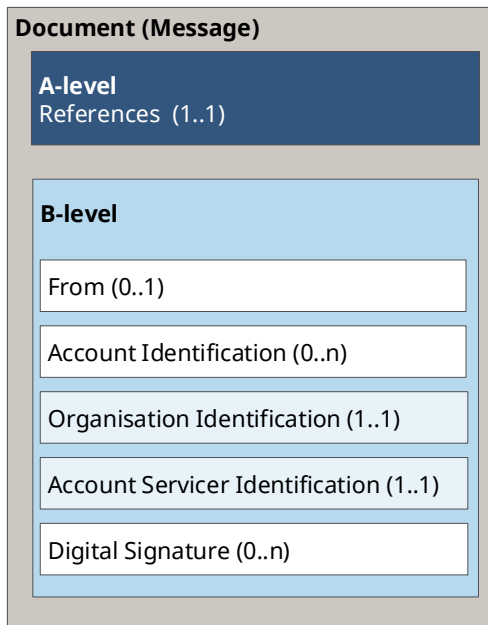 Document (Message)
A-level
References (1..1)
B-level
From (0..1)
Account Identification (0..n)
Organisation Identification (1..1)
Account Servicer Identification (1..1)
Digital Signature (0..n)